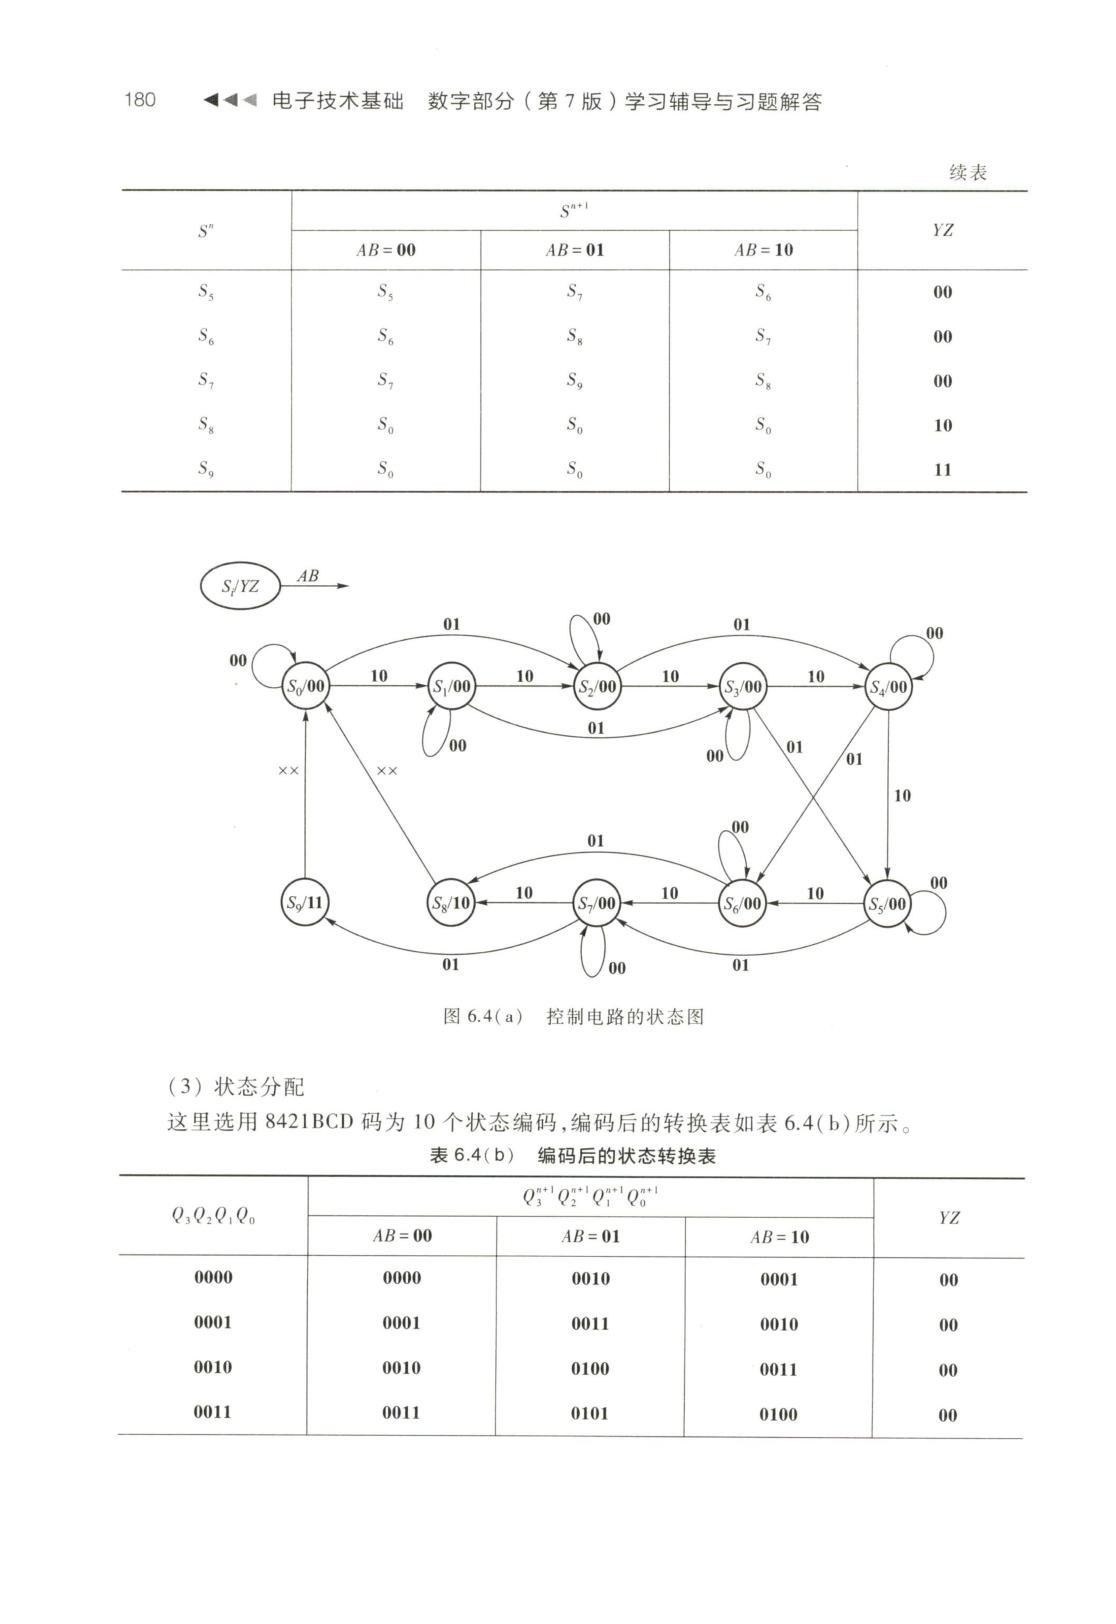 180 ◀◀◀ 电子技术基础 数字部分（第 7 版）学习辅导与习题解答
续表
Sⁿ Sⁿ⁺¹ YZ
AB = 00 AB = 01 AB = 10
S₅ S₅ S₇ S₆ 00
S₆ S₆ S₈ S₇ 00
S₇ S₇ S₉ S₈ 00
S₈ S₀ S₀ S₀ 10
S₉ S₀ S₀ S₀ 11
Sᵢ/YZ AB
01 00 01 00
00
S₀/00 10 S₁/00 10 S₂/00 10 S₃/00 10 S₄/00
00 01 00 01 01
×× ×× 10
01 00 00
S₉/11 S₈/10 10 S₇/00 10 S₆/00 10 S₅/00
01 00 01
图 6.4(a) 控制电路的状态图
(3) 状态分配
这里选用 8421BCD 码为 10 个状态编码,编码后的转换表如表 6.4(b)所示。
表 6.4(b) 编码后的状态转换表
Q₃Q₂Q₁Q₀ Q₃ⁿ⁺¹Q₂ⁿ⁺¹Q₁ⁿ⁺¹Q₀ⁿ⁺¹ YZ
AB = 00 AB = 01 AB = 10
0000 0000 0010 0001 00
0001 0001 0011 0010 00
0010 0010 0100 0011 00
0011 0011 0101 0100 00